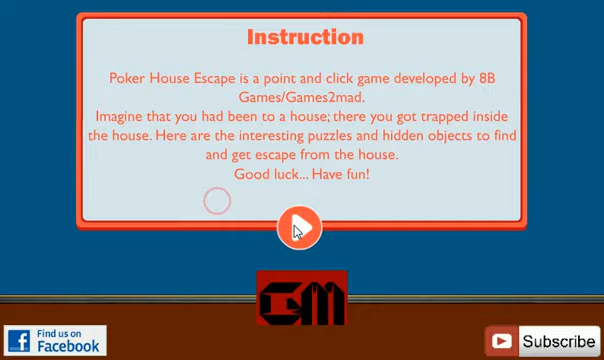 Instruction
Poker House Escape is a point and click game developed by 8B
Games/Games2mad.
Imagine that you had been to a house; there you got trapped inside
the house. Here are the interesting puzzles and hidden objects to find
and get escape from the house.
Good luck... Have fun!
Find us on
Facebook
Subscribe